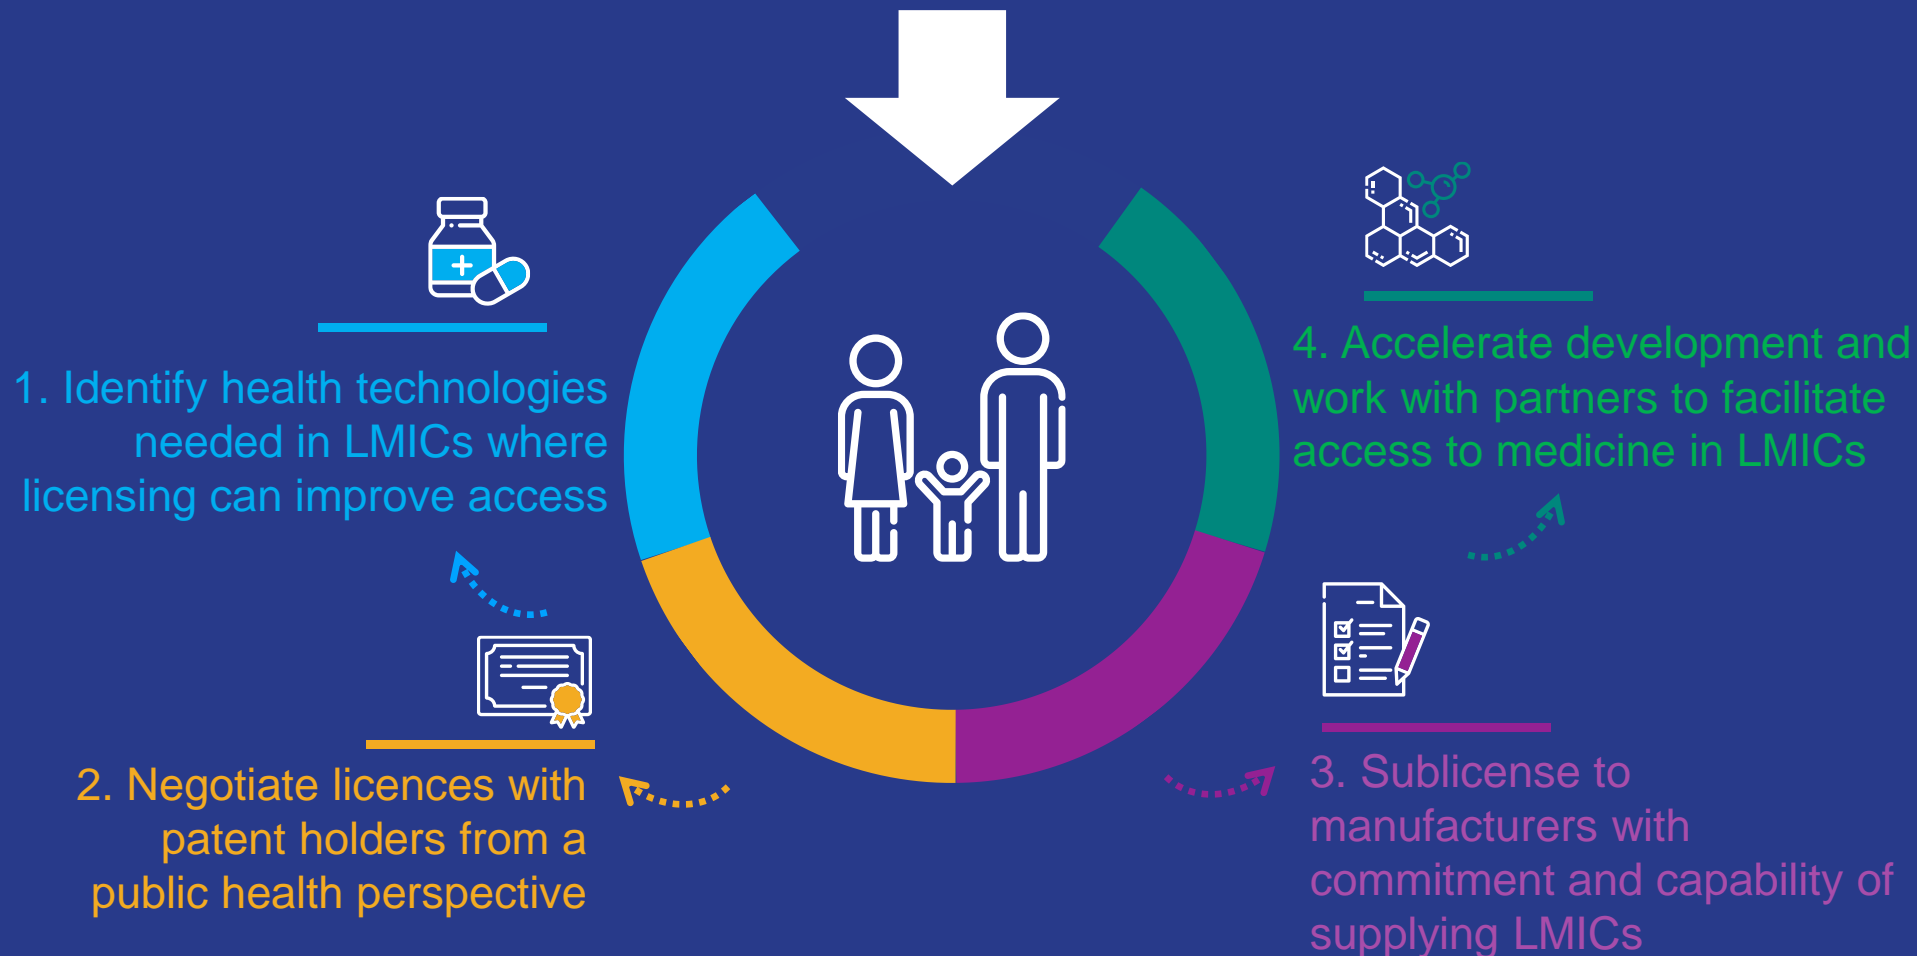 1. Identify health technologies
needed in LMICs where
licensing can improve access
2. Negotiate licences with
patent holders from a
public health perspective
3. Sublicense to
manufacturers with
commitment and capability of
supplying LMICs
4. Accelerate development and
work with partners to facilitate
access to medicine in LMICs